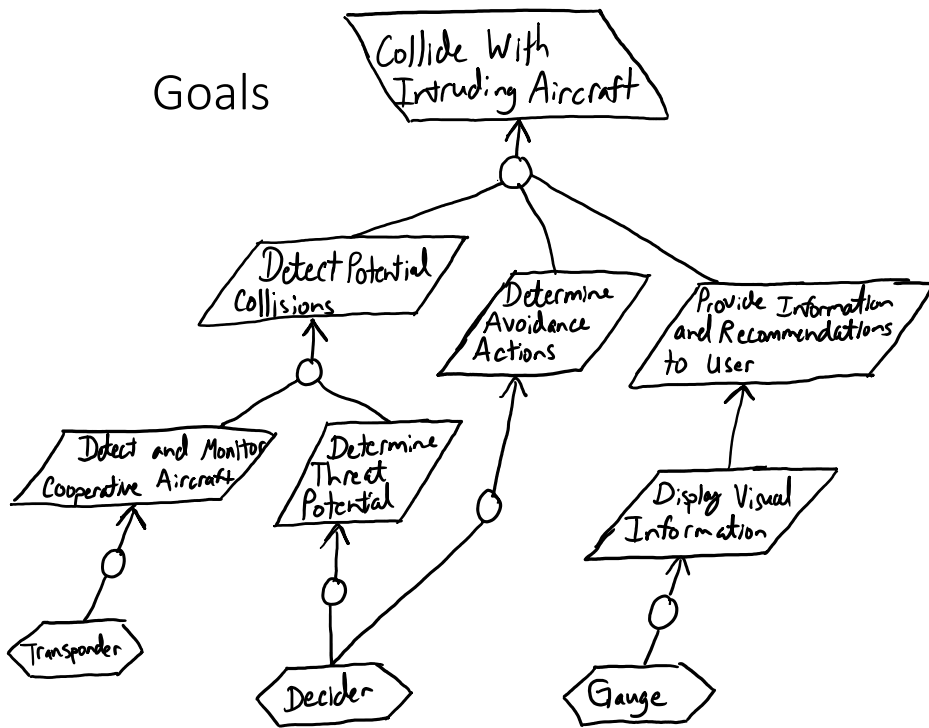 Goals
Collide With
Intruding Aircraft
Detect Potential
Collisions
Determine
Avoidance
Actions
Provide Information
and Recommendations
to User
Detect and Monitor
Cooperative Aircraft
Determine
Threat
Potential
Display Visual
Information
Transponder
Decider
Gauge